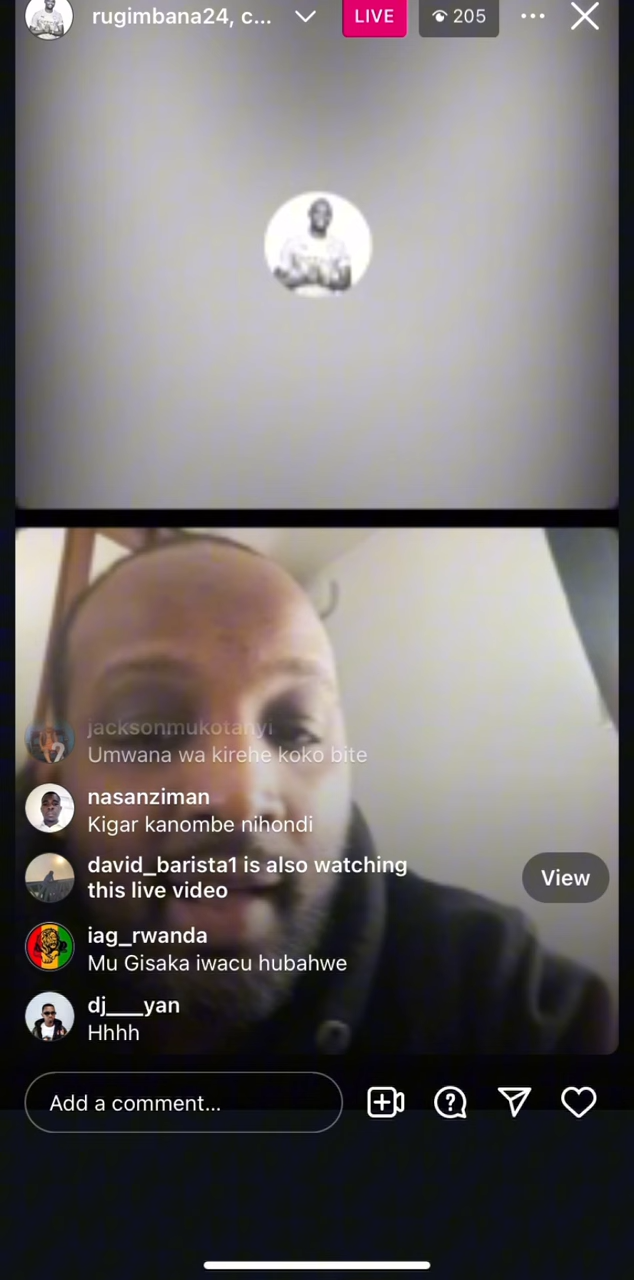 rugimbana24, c...
LIVE
205
jacksonmukotanyi
Umwana wa kirehe koko bite
nasanziman
Kigar kanombe nihondi
david_barista1 is also watching
this live video
View
iag_rwanda
Mu Gisaka iwacu hubahwe
dj___yan
Hhhh
Add a comment...